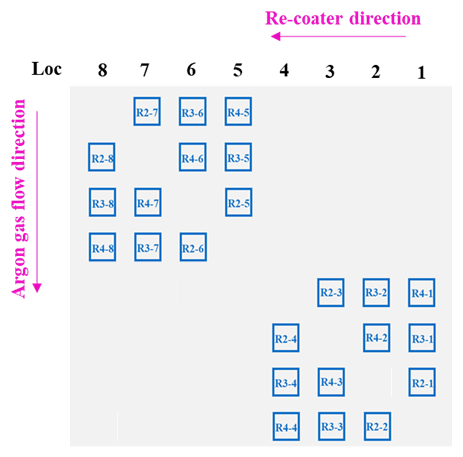 Re-coater direction
Loc 8 7 6 5 4 3 2 1
Argon gas flow direction
R2-7 R3-6 R4-5
R2-8 R4-6 R3-5
R3-8 R4-7 R2-5
R4-8 R3-7 R2-6
R2-3 R3-2 R4-1
R2-4 R4-2 R3-1
R3-4 R4-3 R2-1
R4-4 R3-3 R2-2